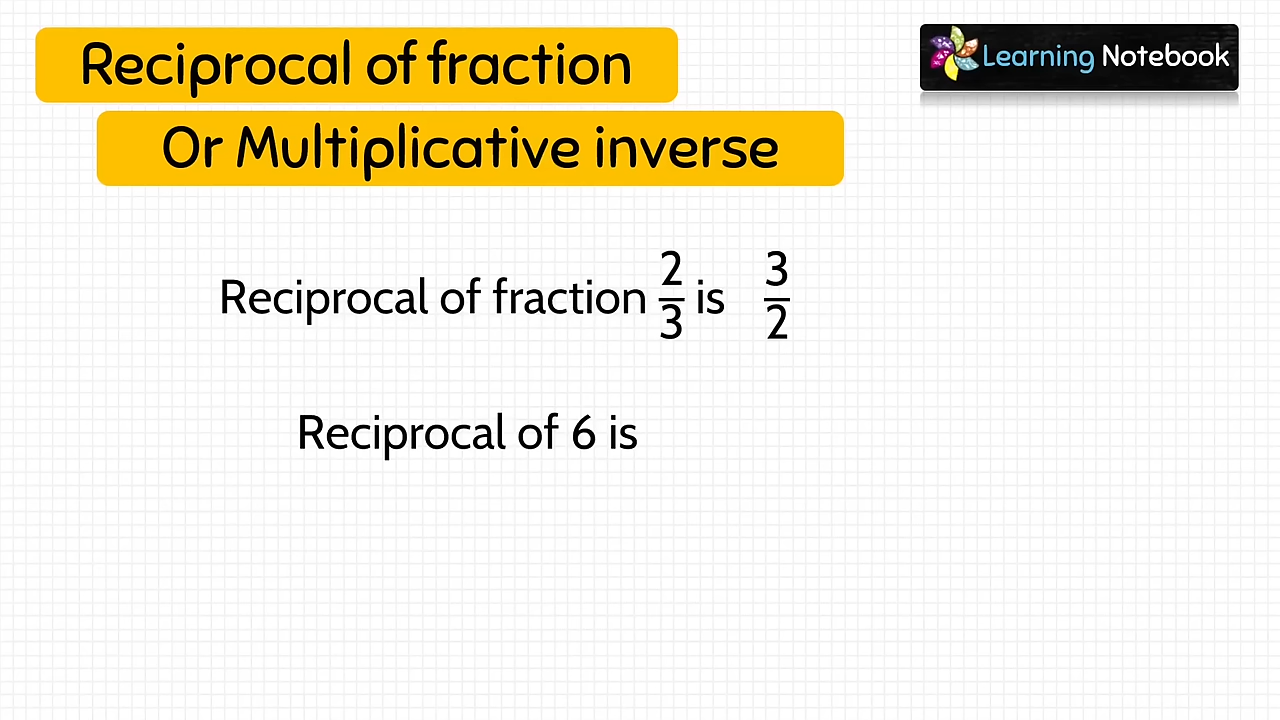 Reciprocal of fraction
Learning Notebook
Or Multiplicative inverse
Reciprocal of fraction 2/3 is 3/2
Reciprocal of 6 is